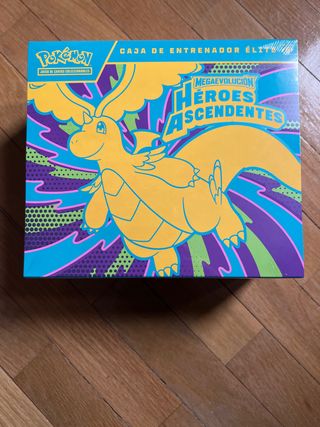 POKÉMON
JUEGO DE CARTAS COLECCIONABLES
CAJA DE ENTRENADOR ÉLITE
MEGAEVOLUCIÓN
HÉROES
ASCENDENTES